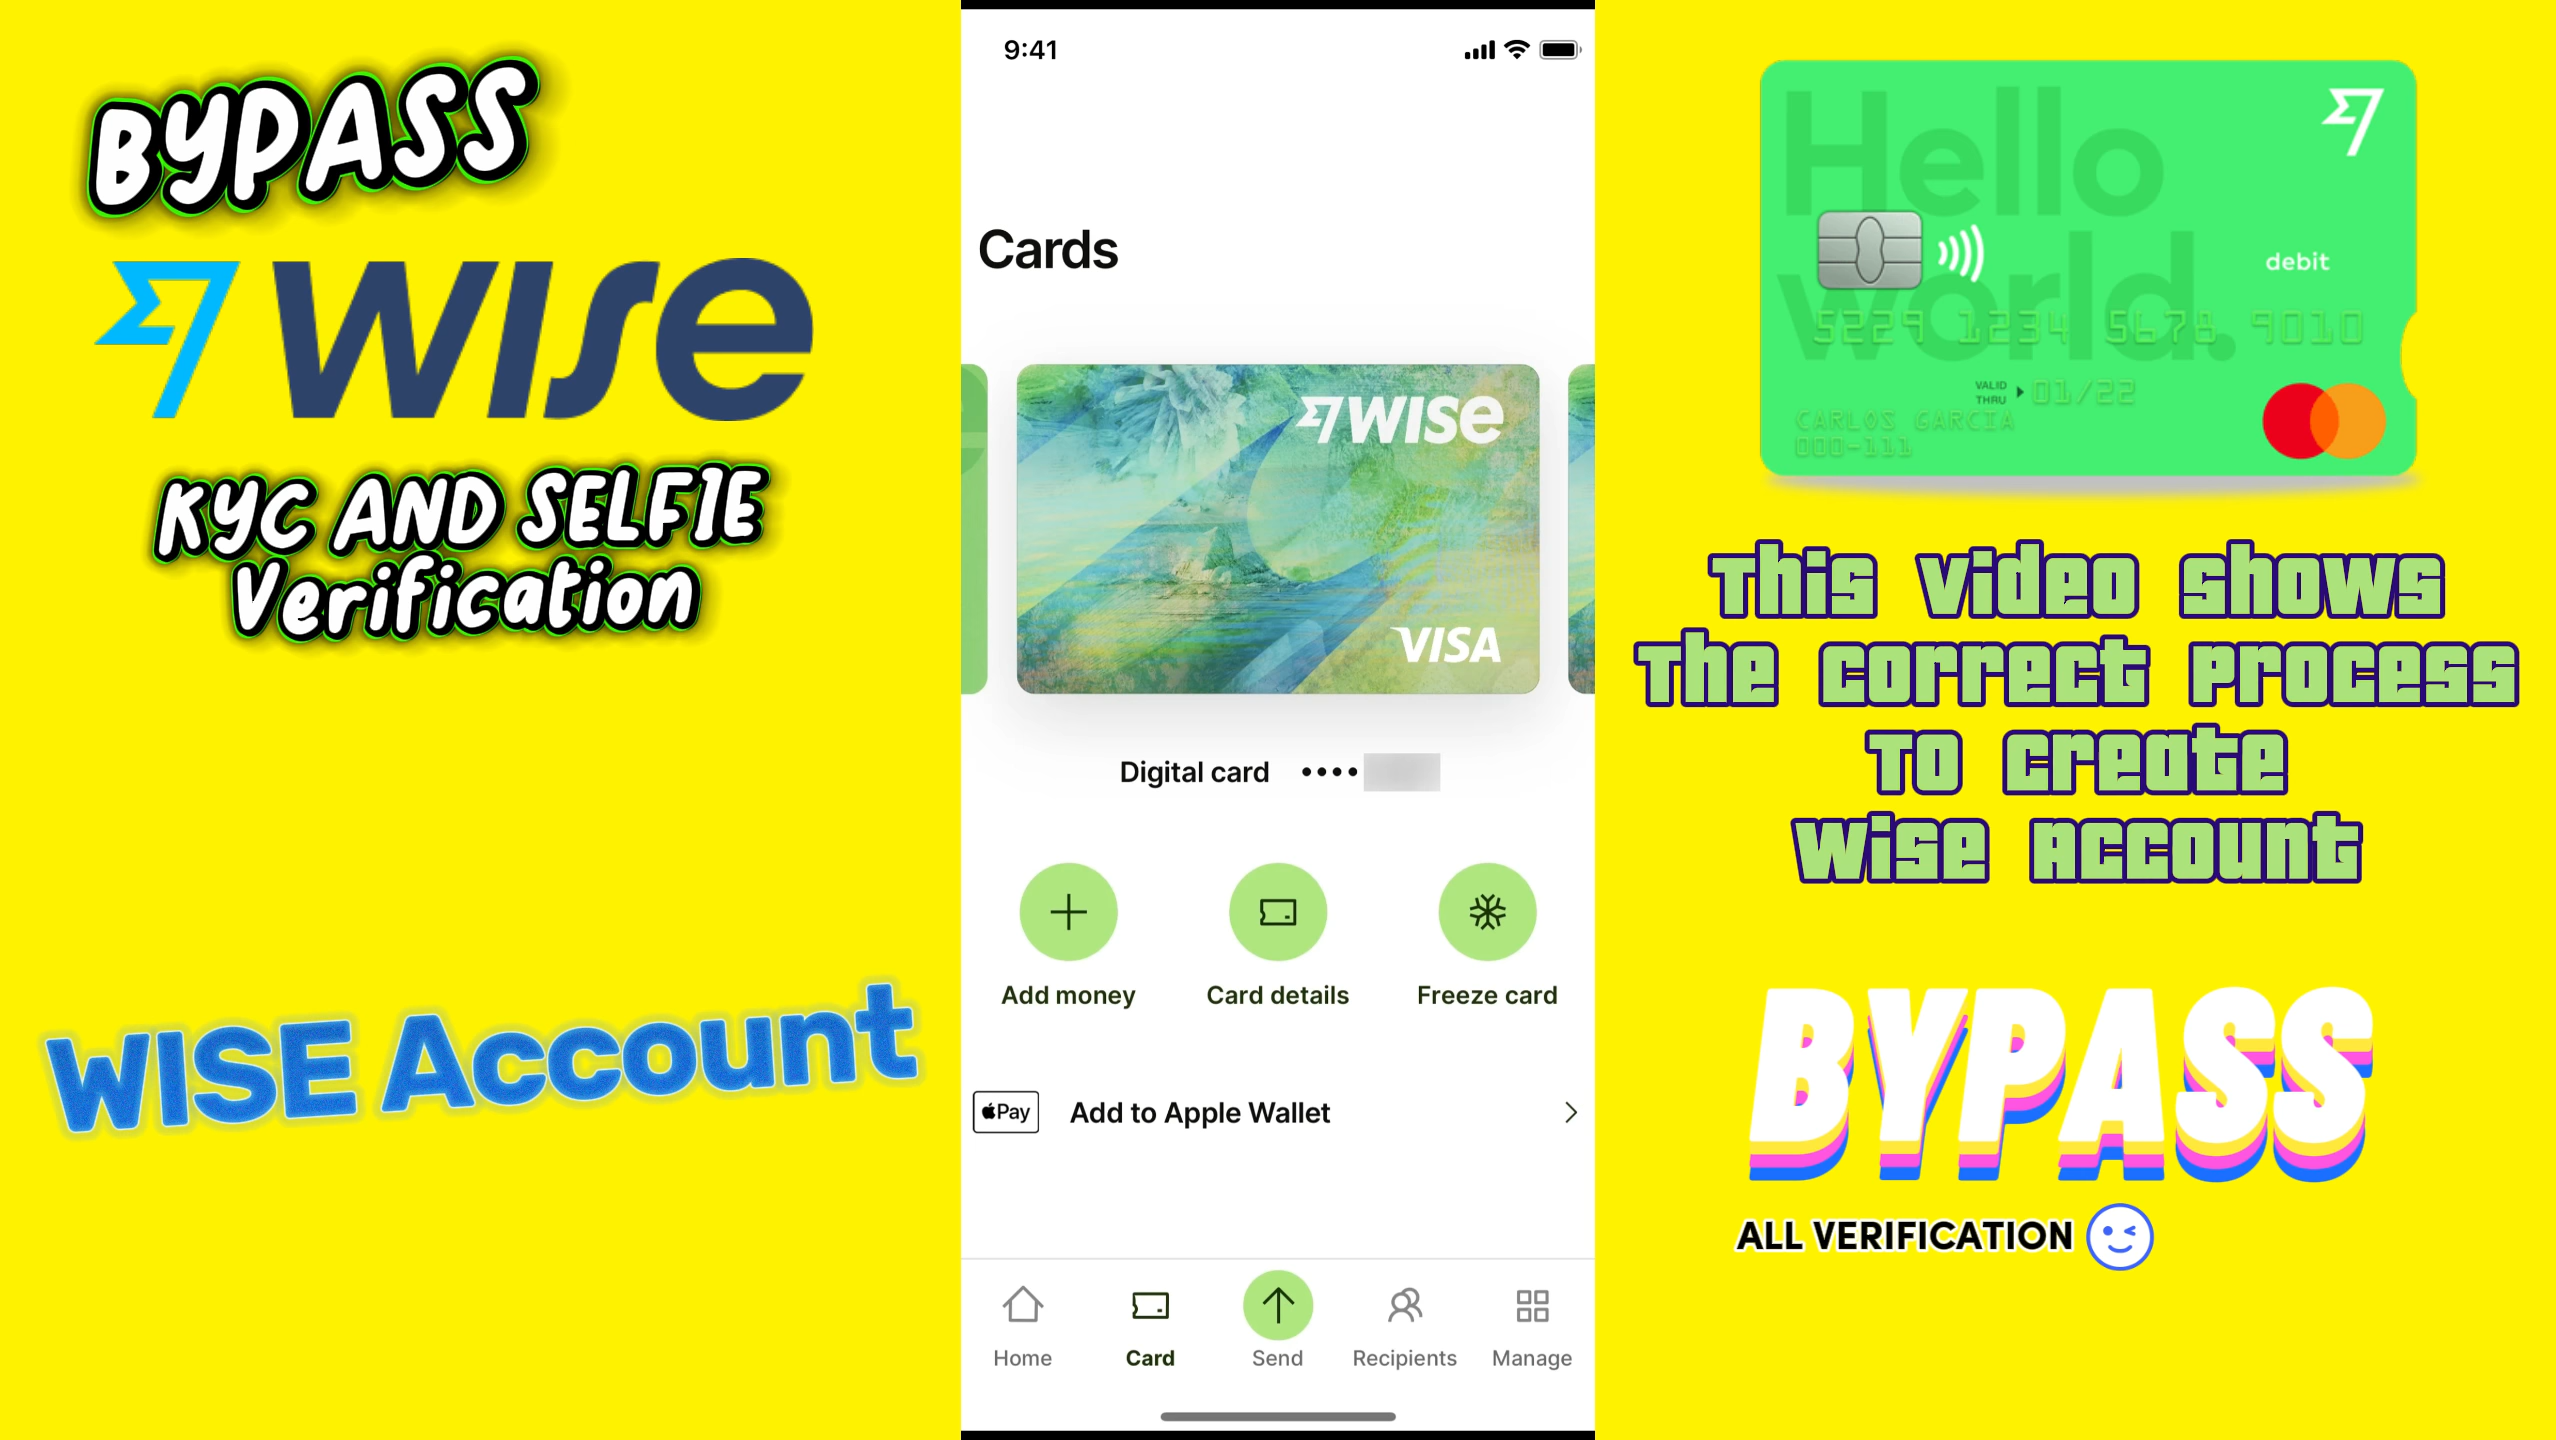 BYPASS
WISE
KYC AND SELFIE
Verification
WISE Account
9:41
Cards
WISE
VISA
Digital card ••••
Add money
Card details
Freeze card
Pay
Add to Apple Wallet
Home
Card
Send
Recipients
Manage
Hello
world.
debit
5229 1234 5678 9010
VALID
THRU
01/22
CARLOS GARCIA
000-111
This Video Shows
The Correct Process
To Create
Wise Account
BYPASS
ALL VERIFICATION